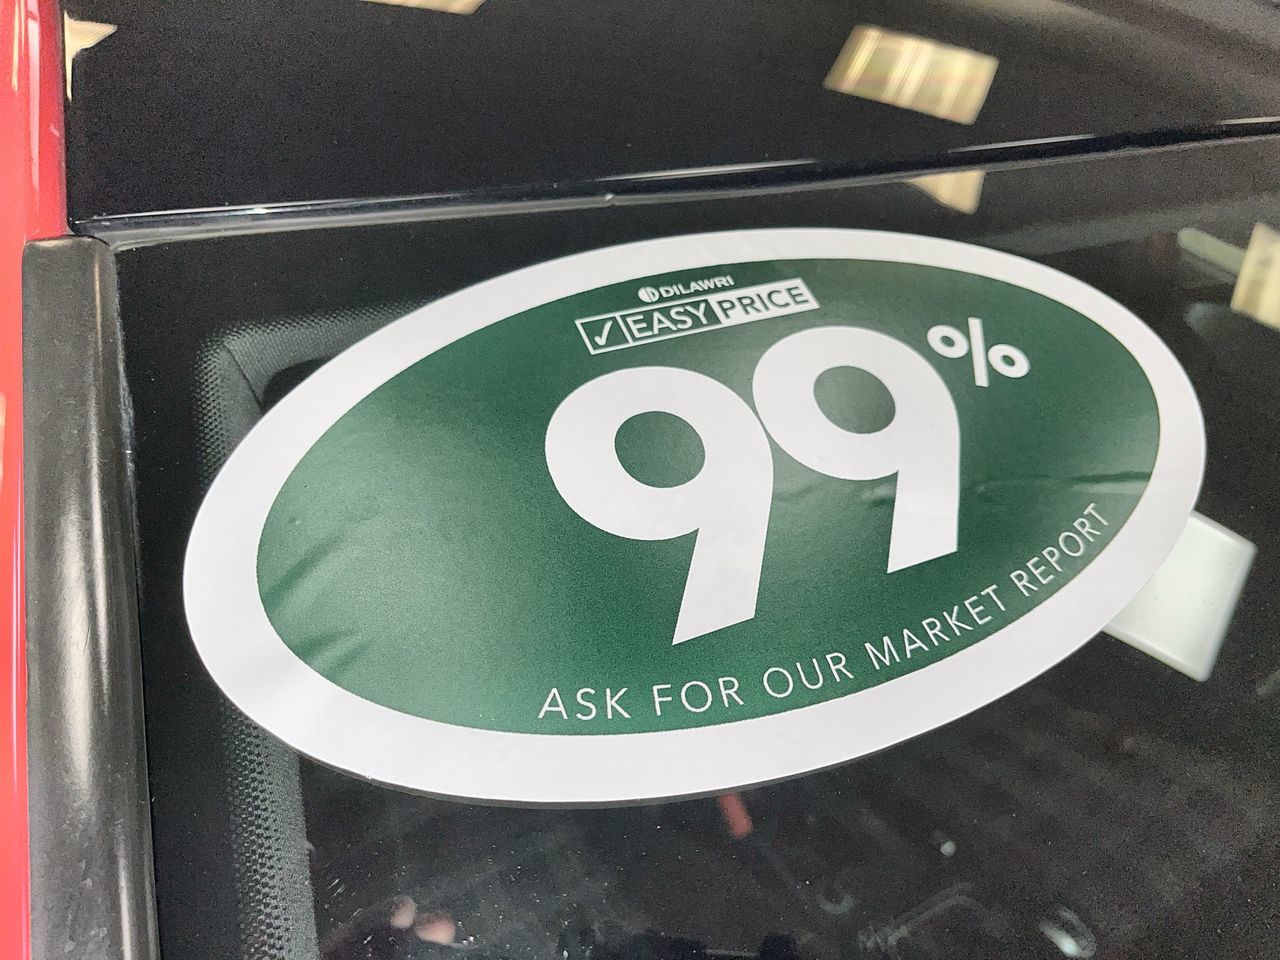 DILAWRI
✓ EASY PRICE
99%
ASK FOR OUR MARKET REPORT